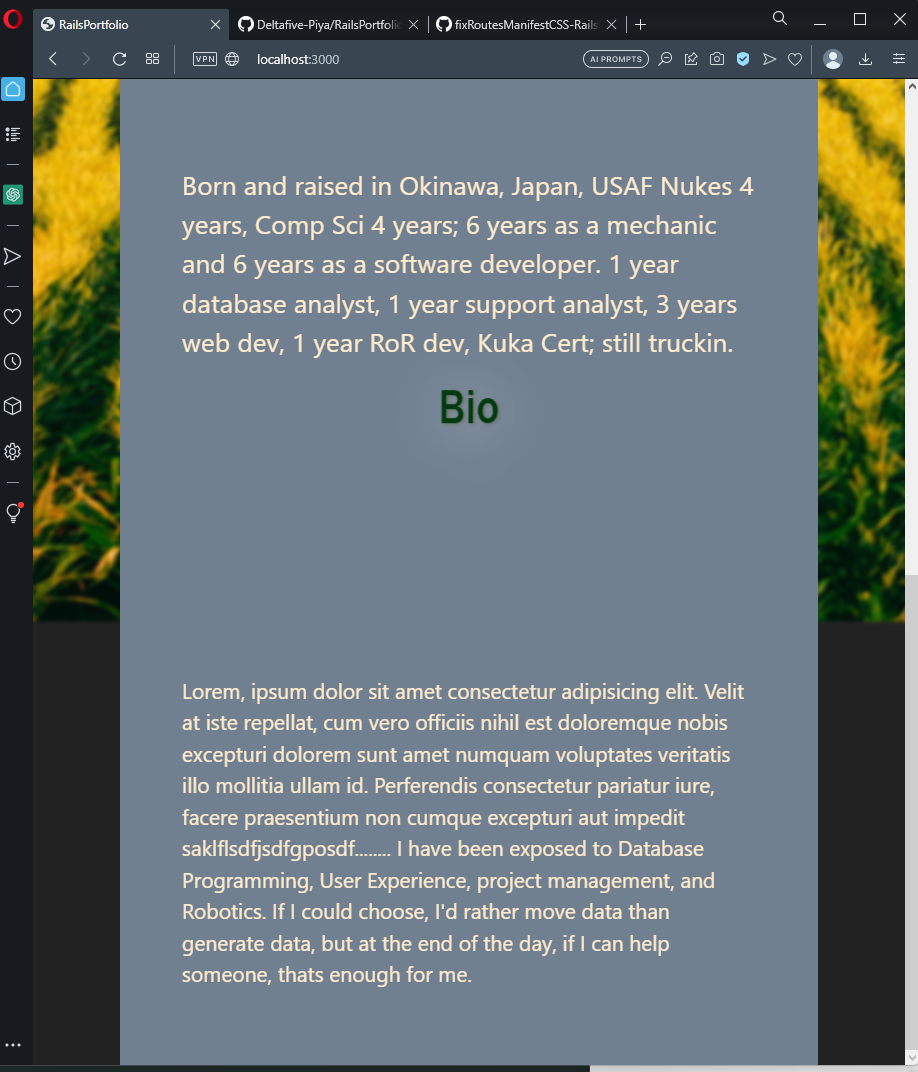 RailsPortfolio
Deltafive-Piya/RailsPortfolio
fixRoutesManifestCSS-Rails
VPN
localhost:3000
AI PROMPTS
Born and raised in Okinawa, Japan, USAF Nukes 4
years, Comp Sci 4 years; 6 years as a mechanic
and 6 years as a software developer. 1 year
database analyst, 1 year support analyst, 3 years
web dev, 1 year RoR dev, Kuka Cert; still truckin.
Bio
Lorem, ipsum dolor sit amet consectetur adipisicing elit. Velit
at iste repellat, cum vero officiis nihil est doloremque nobis
excepturi dolorem sunt amet numquam voluptates veritatis
illo mollitia ullam id. Perferendis consectetur pariatur iure,
facere praesentium non cumque excepturi aut impedit
saklflsdfjsdfgposdf........ I have been exposed to Database
Programming, User Experience, project management, and
Robotics. If I could choose, I'd rather move data than
generate data, but at the end of the day, if I can help
someone, thats enough for me.